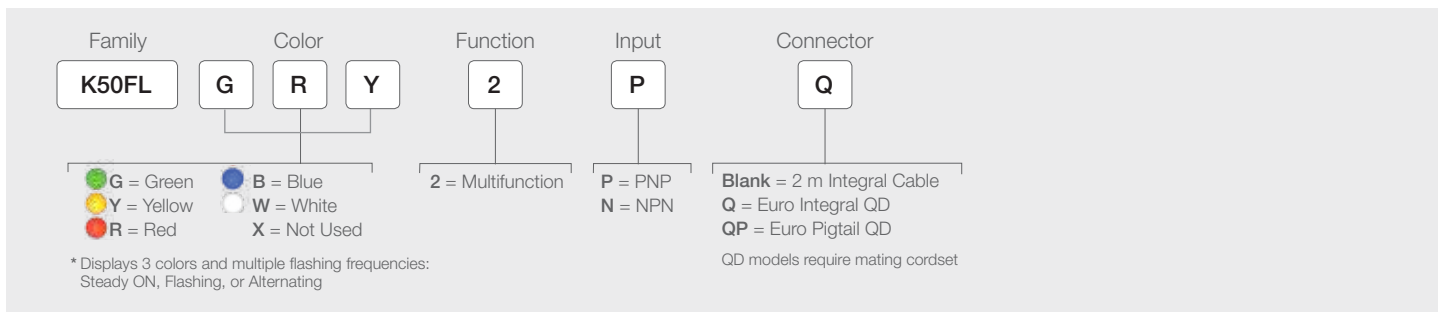 Family Color Function Input Connector
K50FL G R Y 2 P Q
G = Green B = Blue
Y = Yellow W = White
R = Red X = Not Used
* Displays 3 colors and multiple flashing frequencies:
Steady ON, Flashing, or Alternating
2 = Multifunction
P = PNP
N = NPN
Blank = 2 m Integral Cable
Q = Euro Integral QD
QP = Euro Pigtail QD
QD models require mating cordset